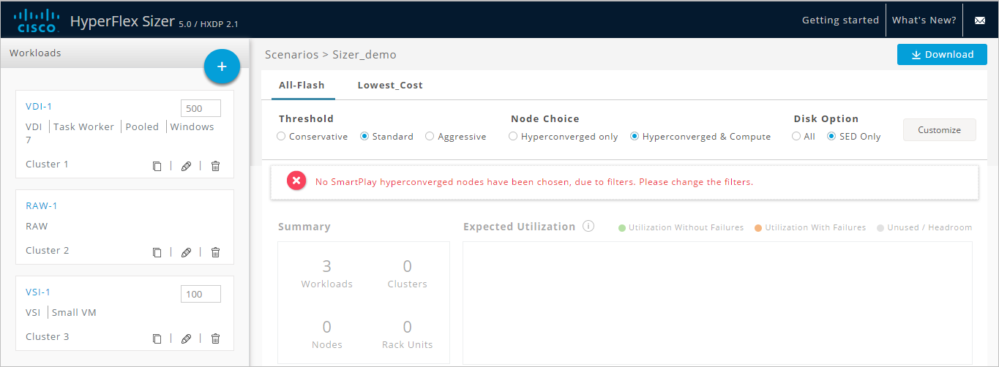 CISCO HyperFlex Sizer 5.0 / HXDP 2.1 Getting started What's New?
Workloads
+
Scenarios > Sizer_demo Download
All-Flash Lowest_Cost
VDI-1 500
VDI Task Worker Pooled Windows
7
Cluster 1
RAW-1
RAW
Cluster 2
VSI-1 100
VSI Small VM
Cluster 3
Threshold Node Choice Disk Option
Conservative Standard Aggressive Hyperconverged only Hyperconverged & Compute All SED Only
Customize
No SmartPlay hyperconverged nodes have been chosen, due to filters. Please change the filters.
Summary Expected Utilization i Utilization Without Failures Utilization With Failures Unused / Headroom
3 0
Workloads Clusters
0 0
Nodes Rack Units